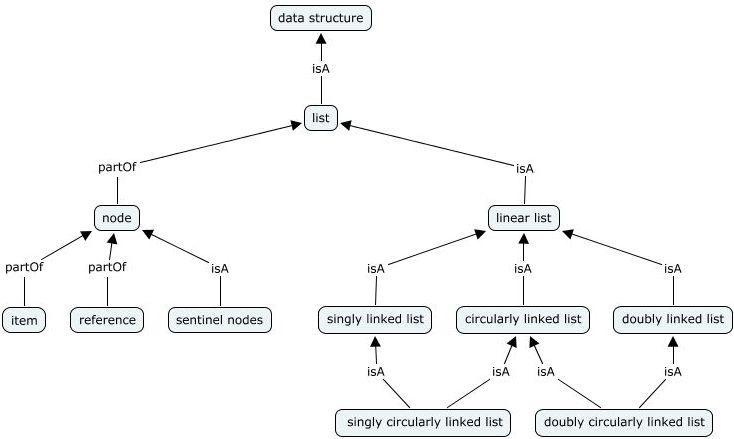 data structure
isA
list
partOf
isA
node
linear list
partOf
partOf
isA
isA
isA
isA
item
reference
sentinel nodes
singly linked list
circularly linked list
doubly linked list
isA
isA
isA
isA
singly circularly linked list
doubly circularly linked list